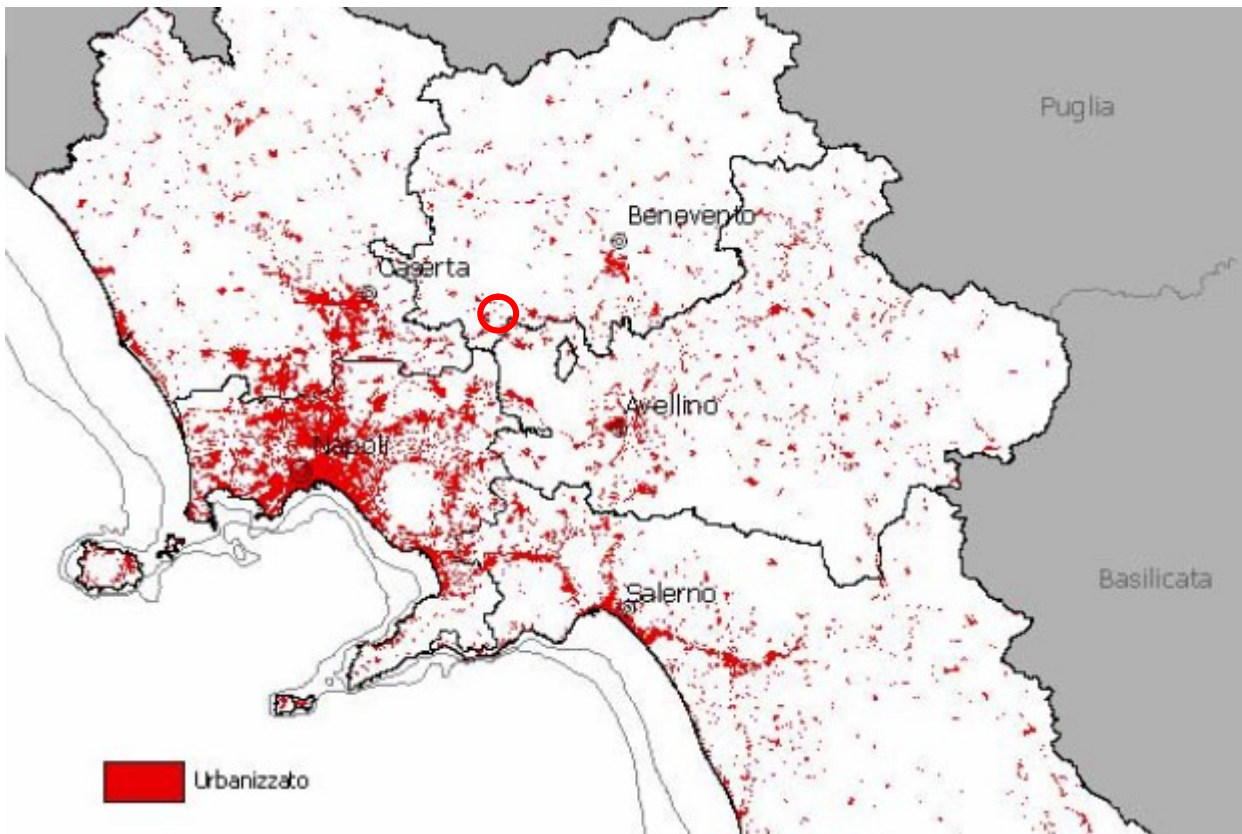 Puglia
Benevento
Caserta
Avellino
Napoli
Basilicata
Salerno
Urbanizzato